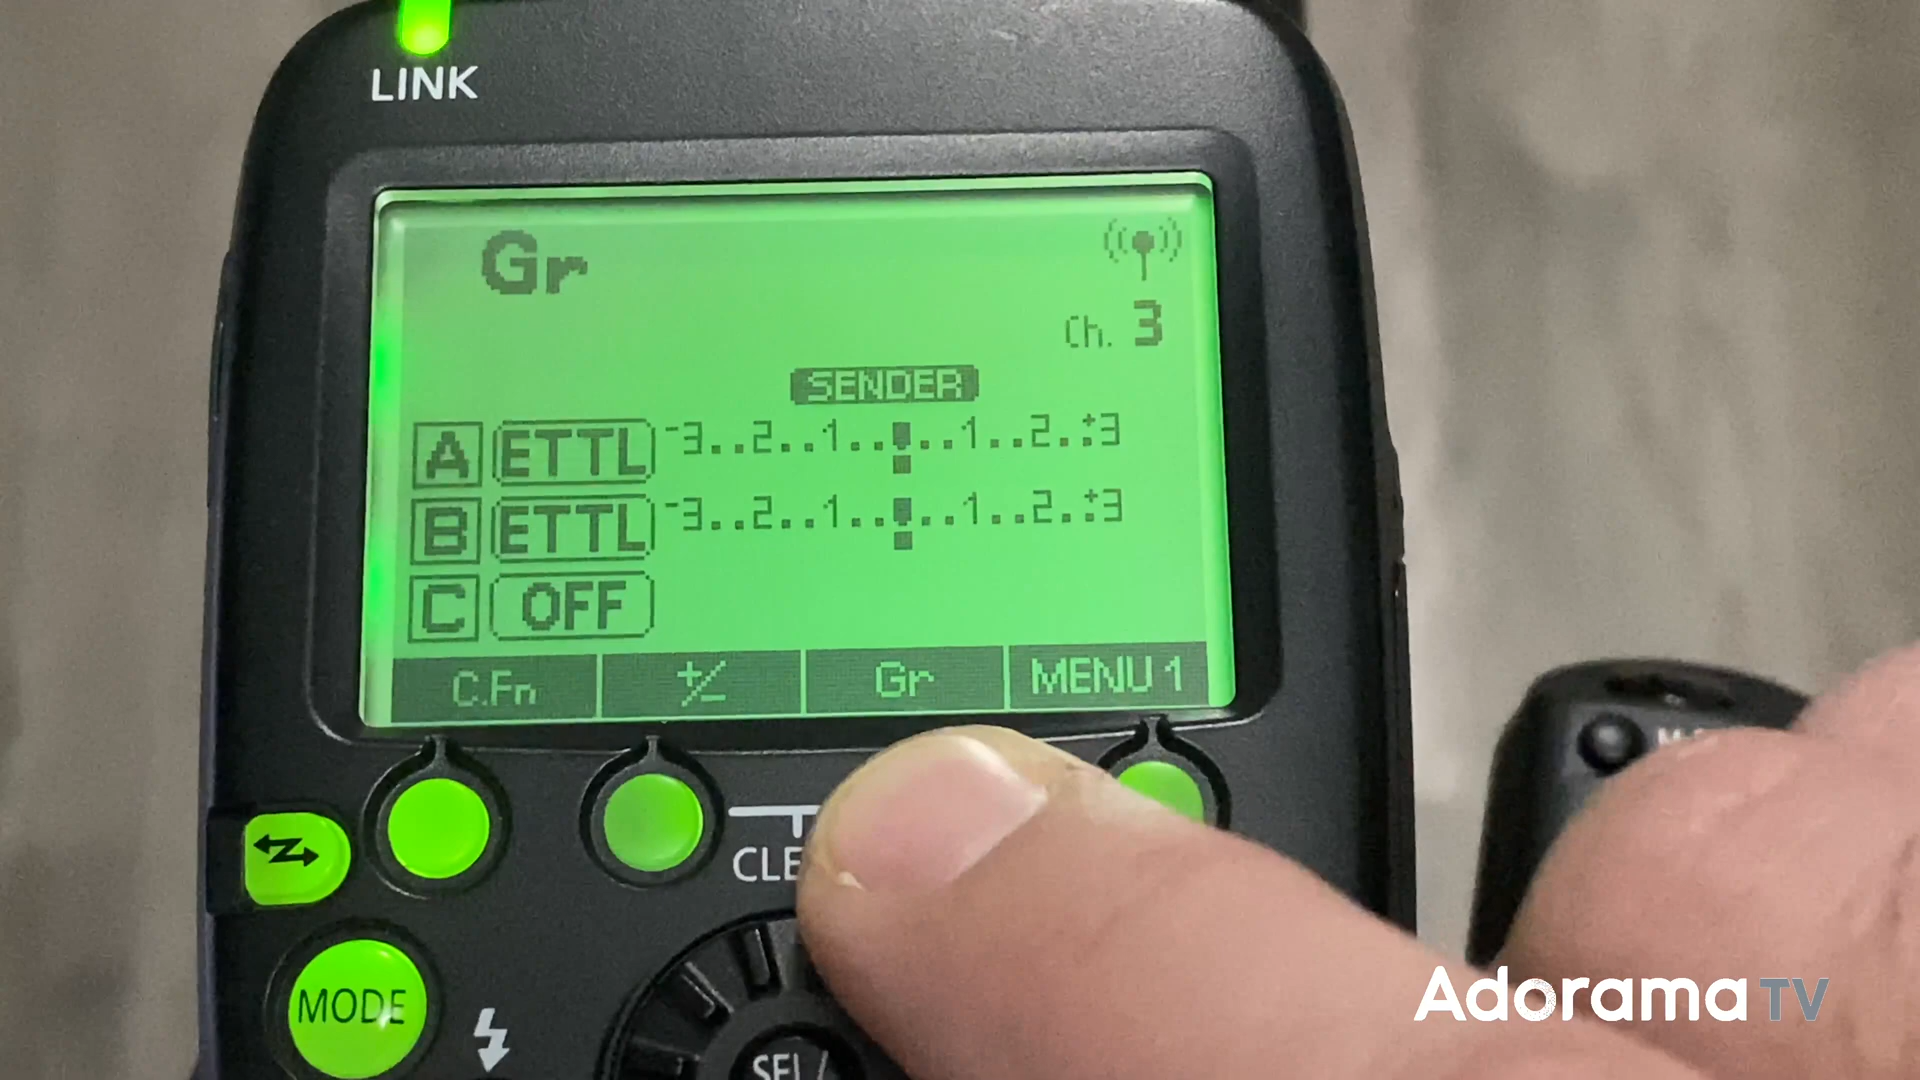 LINK
Gr
Ch. 3
SENDER
A ETTL -3..2..1..▮..1..2..+3
B ETTL -3..2..1..▮..1..2..+3
C OFF
C.Fn +/- Gr MENU 1
MODE
SEL/
Adorama TV